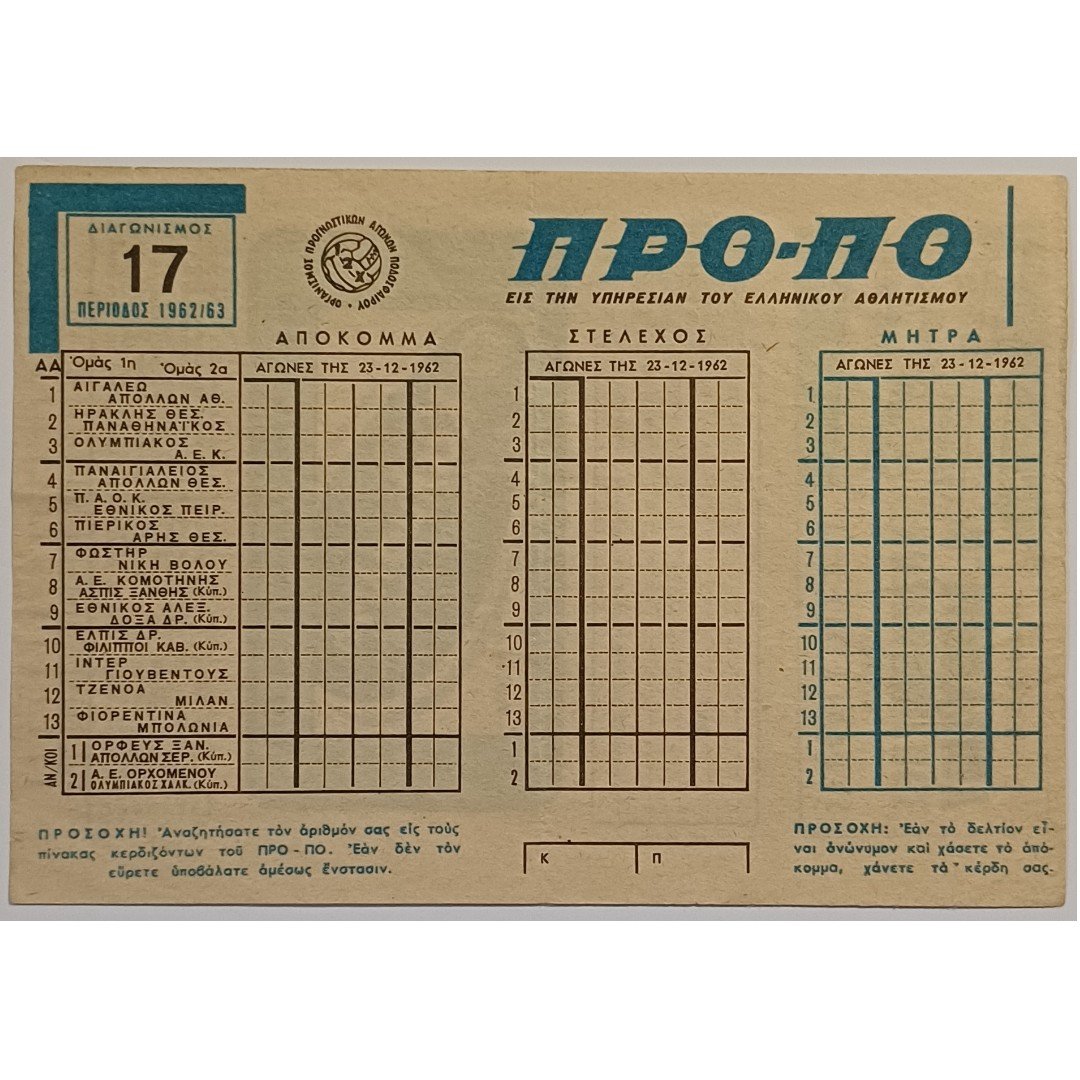 ΔΙΑΓΩΝΙΣΜΟΣ
17
ΠΕΡΙΟΔΟΣ 1962/63
ΟΡΓΑΝΙΣΜΟΣ ΠΡΟΓΝΩΣΤΙΚΩΝ ΑΓΩΝΩΝ ΠΟΔΟΣΦΑΙΡΟΥ •
1 2 X
ΠΡΟ-ΠΟ
ΕΙΣ ΤΗΝ ΥΠΗΡΕΣΙΑΝ ΤΟΥ ΕΛΛΗΝΙΚΟΥ ΑΘΛΗΤΙΣΜΟΥ
ΑΠΟΚΟΜΜΑ
ΑΑ Ὁμὰς 1η Ὁμὰς 2α ΑΓΩΝΕΣ ΤΗΣ 23-12-1962
1 ΑΙΓΑΛΕΩ
ΑΠΟΛΛΩΝ ΑΘ.
2 ΗΡΑΚΛΗΣ ΘΕΣ.
ΠΑΝΑΘΗΝΑΪΚΟΣ
3 ΟΛΥΜΠΙΑΚΟΣ
Α.Ε.Κ.
4 ΠΑΝΑΙΓΙΑΛΕΙΟΣ
ΑΠΟΛΛΩΝ ΘΕΣ.
5 Π.Α.Ο.Κ.
ΕΘΝΙΚΟΣ ΠΕΙΡ.
6 ΠΙΕΡΙΚΟΣ
ΑΡΗΣ ΘΕΣ.
7 ΦΩΣΤΗΡ
ΝΙΚΗ ΒΟΛΟΥ
8 Α.Ε. ΚΟΜΟΤΗΝΗΣ
ΑΣΠΙΣ ΞΑΝΘΗΣ (Κύπ.)
9 ΕΘΝΙΚΟΣ ΑΛΕΞ.
ΔΟΞΑ ΔΡ. (Κύπ.)
10 ΕΛΠΙΣ ΔΡ.
ΦΙΛΙΠΠΟΙ ΚΑΒ. (Κύπ.)
11 ΙΝΤΕΡ
ΓΙΟΥΒΕΝΤΟΥΣ
12 ΤΖΕΝΟΑ
ΜΙΛΑΝ
13 ΦΙΟΡΕΝΤΙΝΑ
ΜΠΟΛΩΝΙΑ
ΑΝ/ΚΟΙ
1 ΟΡΦΕΥΣ ΞΑΝ.
ΑΠΟΛΛΩΝ ΣΕΡ. (Κύπ.)
2 Α.Ε. ΟΡΧΟΜΕΝΟΥ
ΟΛΥΜΠΙΑΚΟΣ ΧΑΛΚ. (Κύπ.)
ΠΡΟΣΟΧΗ! Ἀναζητήσατε τὸν ἀριθμόν σας εἰς τοὺς
πίνακας κερδιζόντων τοῦ ΠΡΟ-ΠΟ. Ἐὰν δὲν τὸν
εὕρετε ὑποβάλατε ἀμέσως ἔνστασιν.
ΣΤΕΛΕΧΟΣ
ΑΓΩΝΕΣ ΤΗΣ 23-12-1962
1
2
3
4
5
6
7
8
9
10
11
12
13
1
2
Κ Π
ΜΗΤΡΑ
ΑΓΩΝΕΣ ΤΗΣ 23-12-1962
1
2
3
4
5
6
7
8
9
10
11
12
13
1
2
ΠΡΟΣΟΧΗ: Ἐὰν τὸ δελτίον εἶ-
ναι ἀνώνυμον καὶ χάσετε τὸ ἀπό-
κομμα, χάνετε τὰ κέρδη σας.